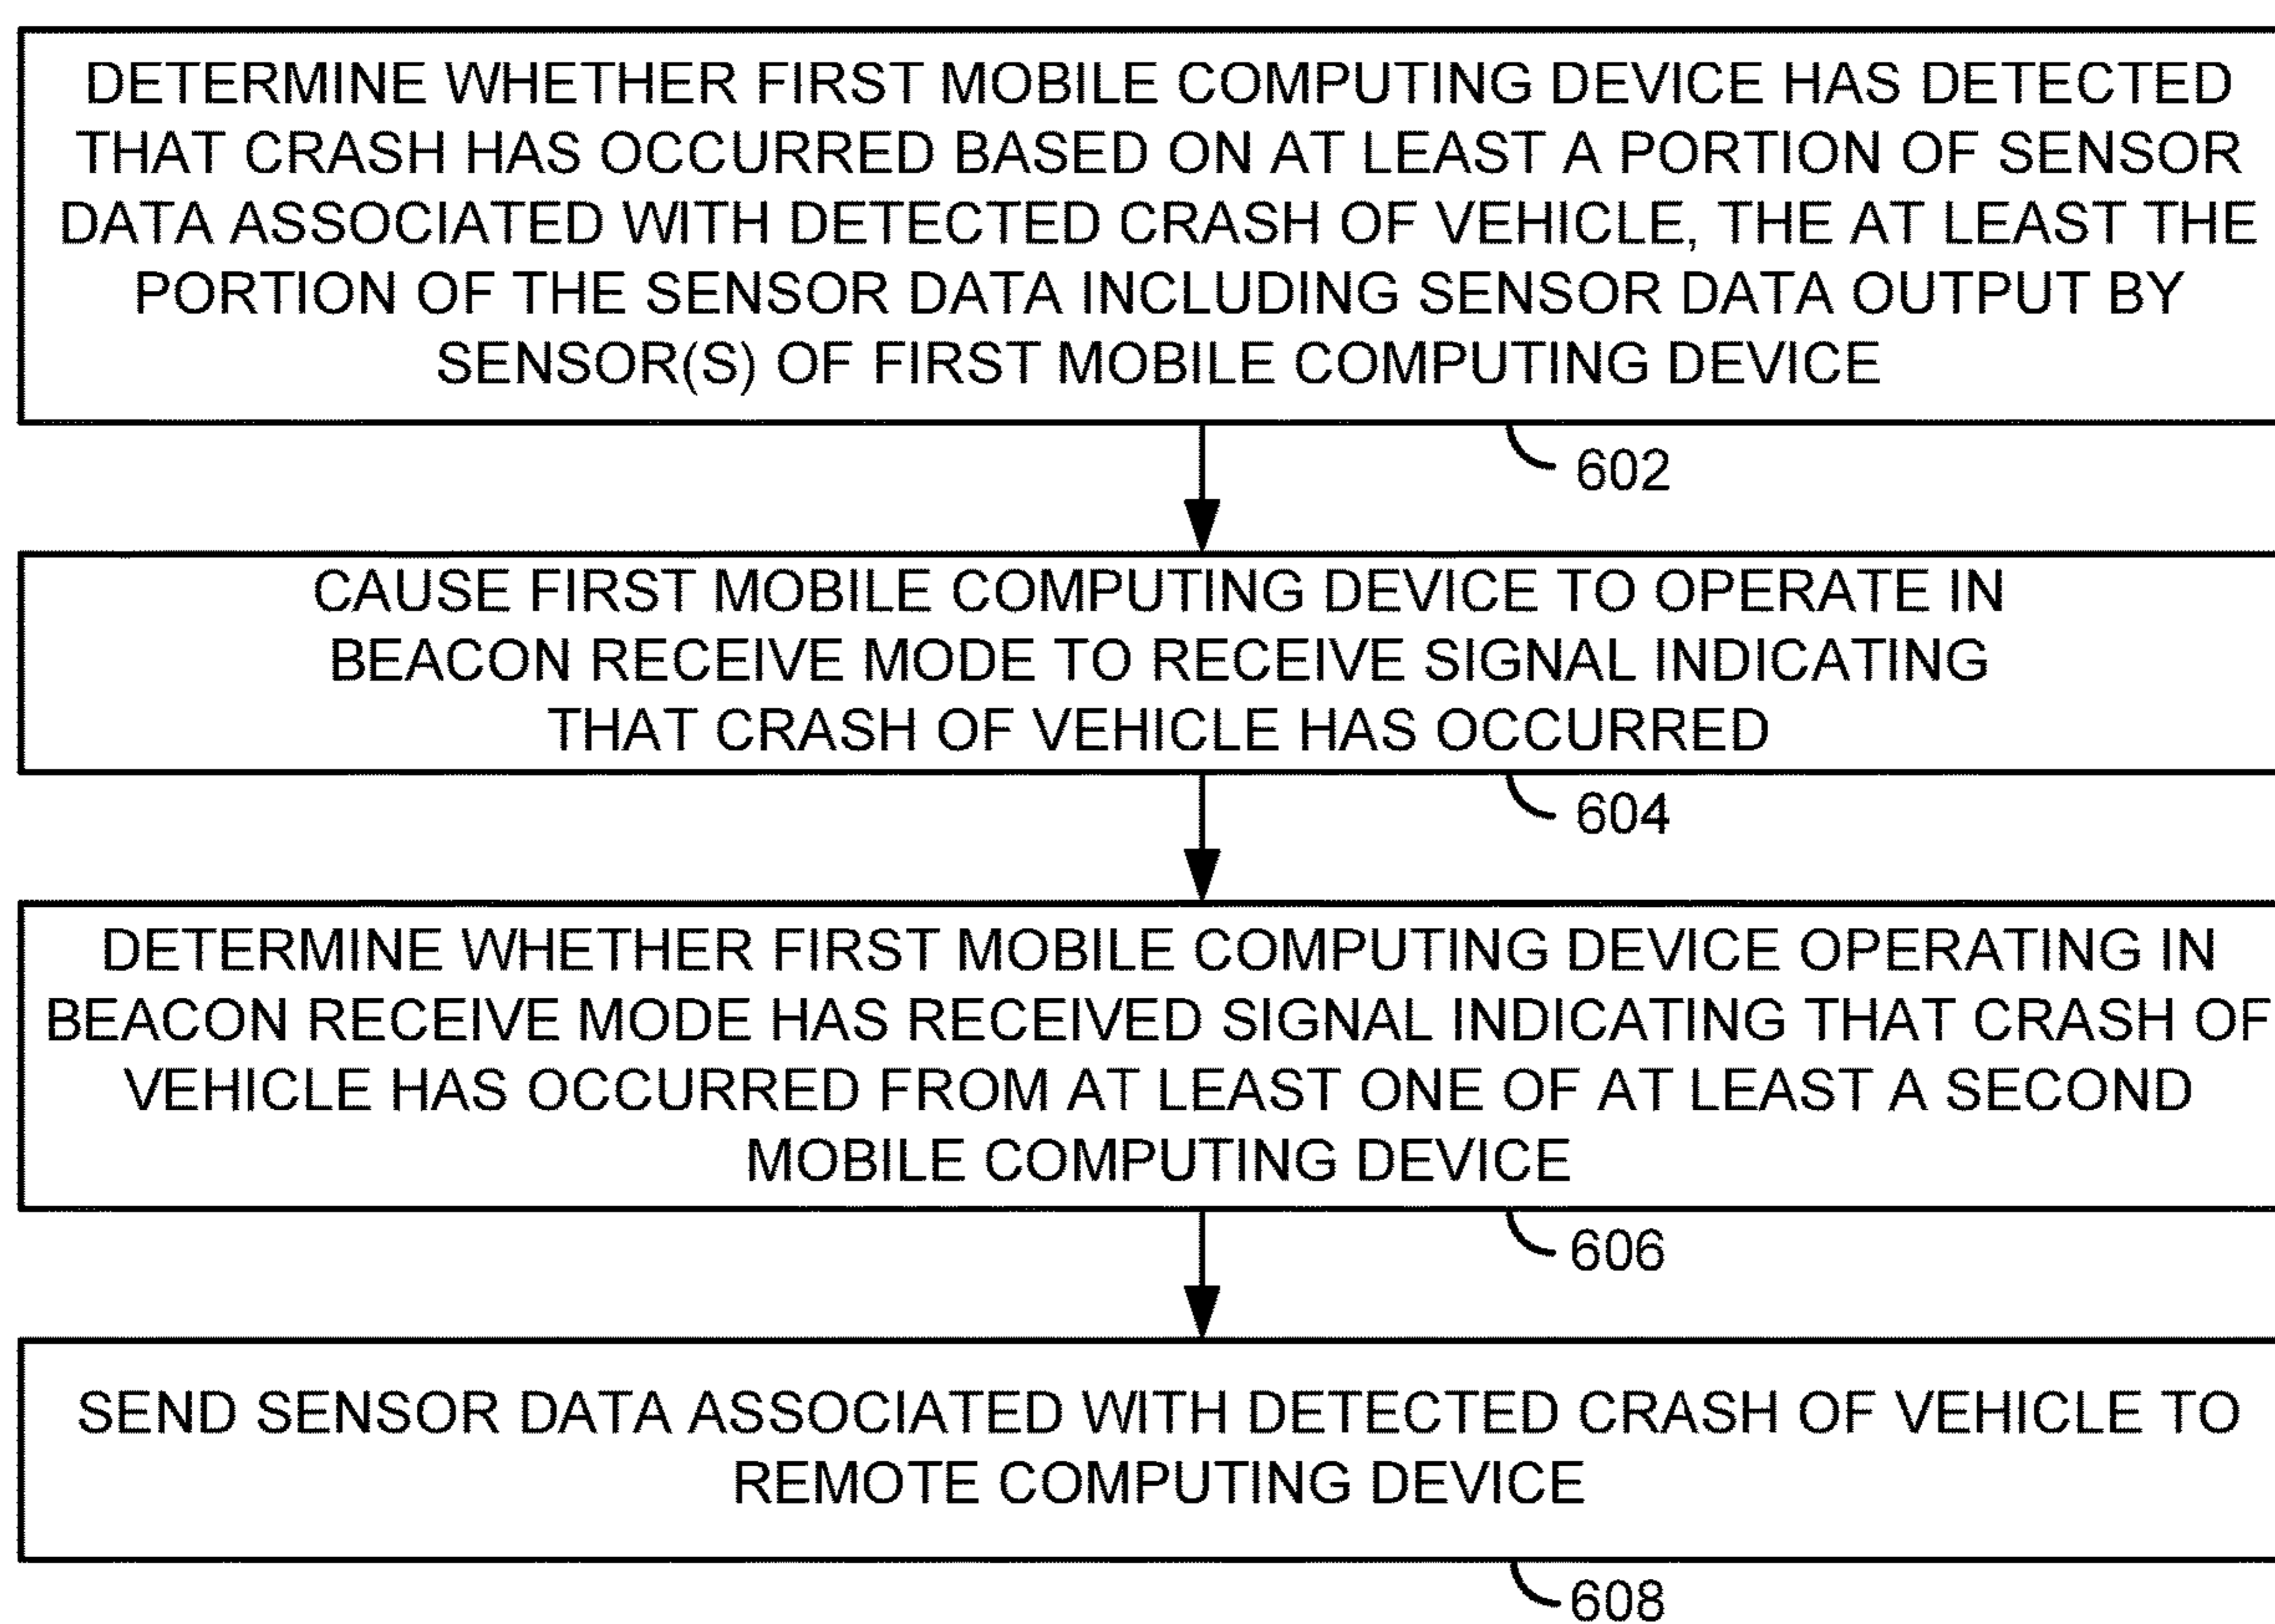 DETERMINE WHETHER FIRST MOBILE COMPUTING DEVICE HAS DETECTED
THAT CRASH HAS OCCURRED BASED ON AT LEAST A PORTION OF SENSOR
DATA ASSOCIATED WITH DETECTED CRASH OF VEHICLE, THE AT LEAST THE
PORTION OF THE SENSOR DATA INCLUDING SENSOR DATA OUTPUT BY
SENSOR(S) OF FIRST MOBILE COMPUTING DEVICE
602
CAUSE FIRST MOBILE COMPUTING DEVICE TO OPERATE IN
BEACON RECEIVE MODE TO RECEIVE SIGNAL INDICATING
THAT CRASH OF VEHICLE HAS OCCURRED
604
DETERMINE WHETHER FIRST MOBILE COMPUTING DEVICE OPERATING IN
BEACON RECEIVE MODE HAS RECEIVED SIGNAL INDICATING THAT CRASH OF
VEHICLE HAS OCCURRED FROM AT LEAST ONE OF AT LEAST A SECOND
MOBILE COMPUTING DEVICE
606
SEND SENSOR DATA ASSOCIATED WITH DETECTED CRASH OF VEHICLE TO
REMOTE COMPUTING DEVICE
608